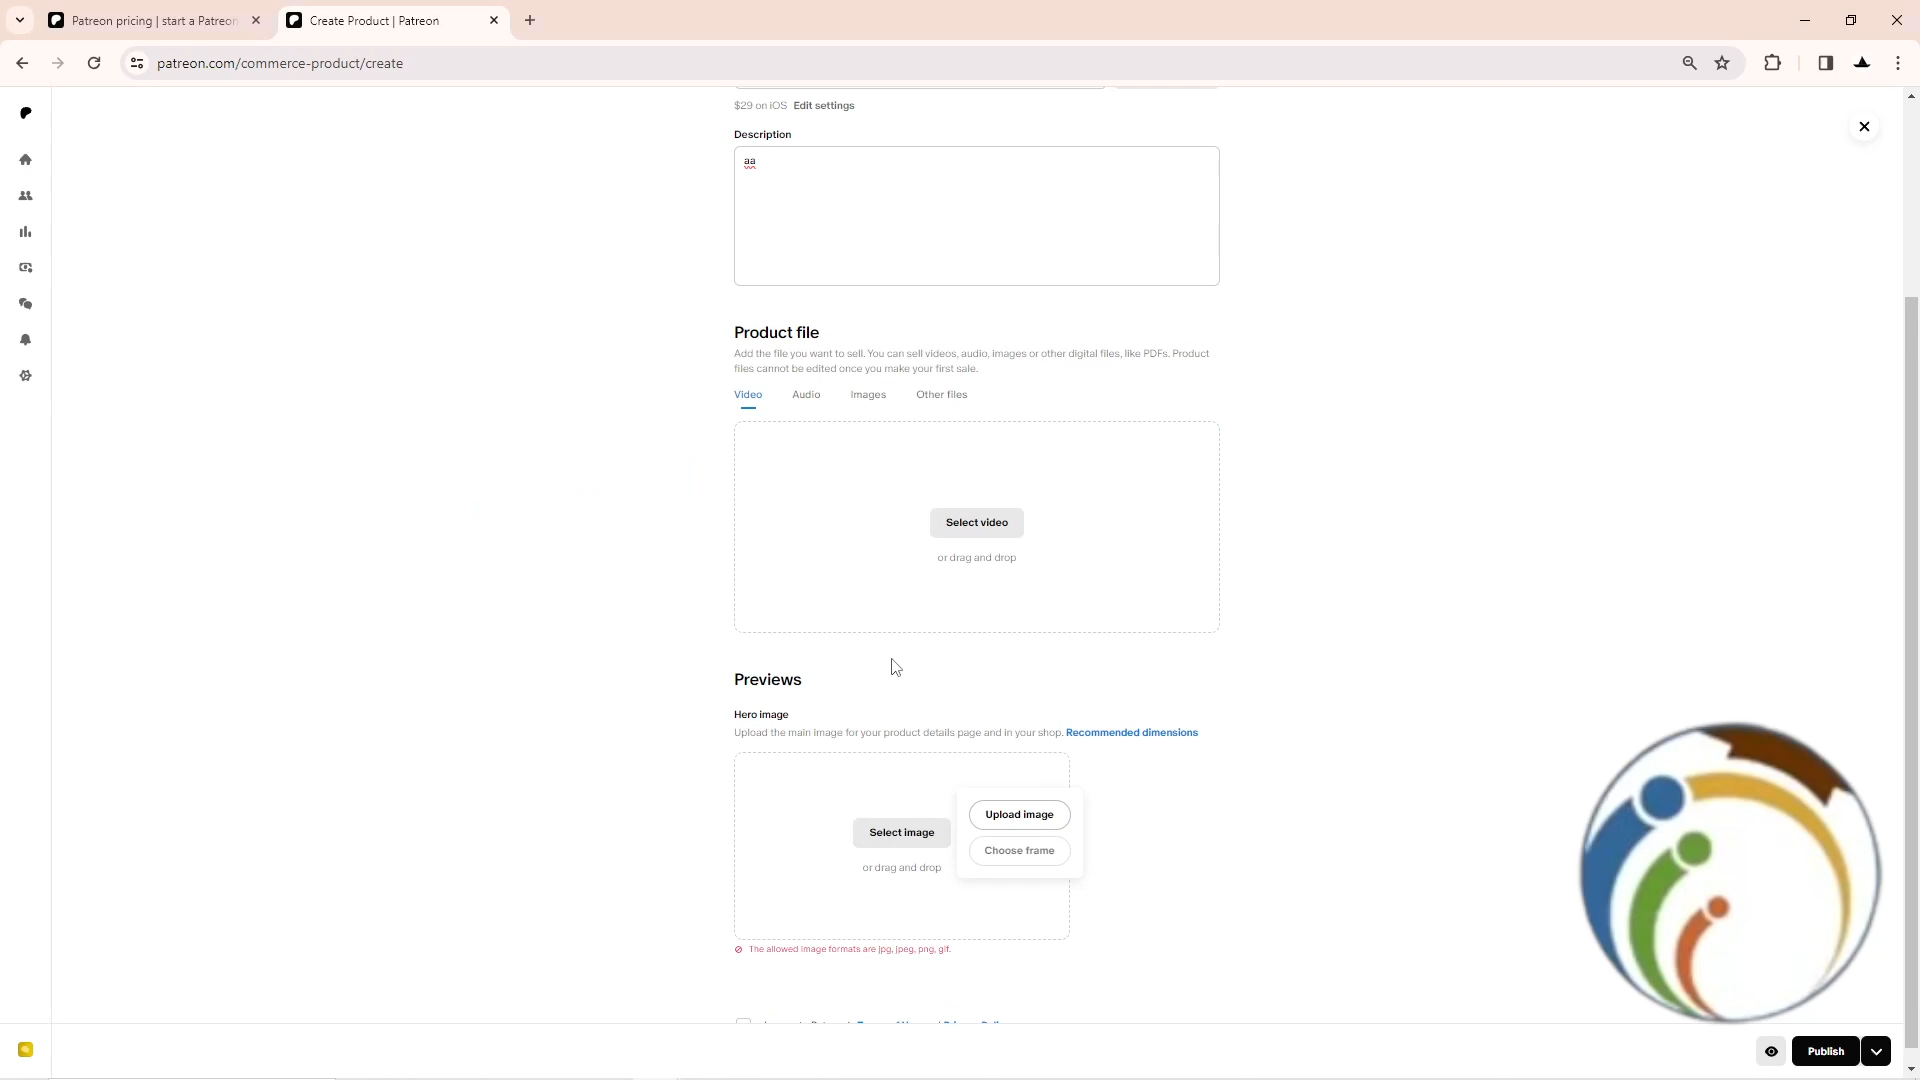 Patreon pricing | start a Patreon
Create Product | Patreon
patreon.com/commerce-product/create
$29 on iOS Edit settings
Description
aa
Product file
Add the file you want to sell. You can sell videos, audio, images or other digital files, like PDFs. Product
files cannot be edited once you make your first sale.
Video Audio Images Other files
Select video
or drag and drop
Previews
Hero image
Upload the main image for your product details page and in your shop. Recommended dimensions
Upload image
Select image
Choose frame
or drag and drop
The allowed image formats are jpg, jpeg, png, gif.
Publish